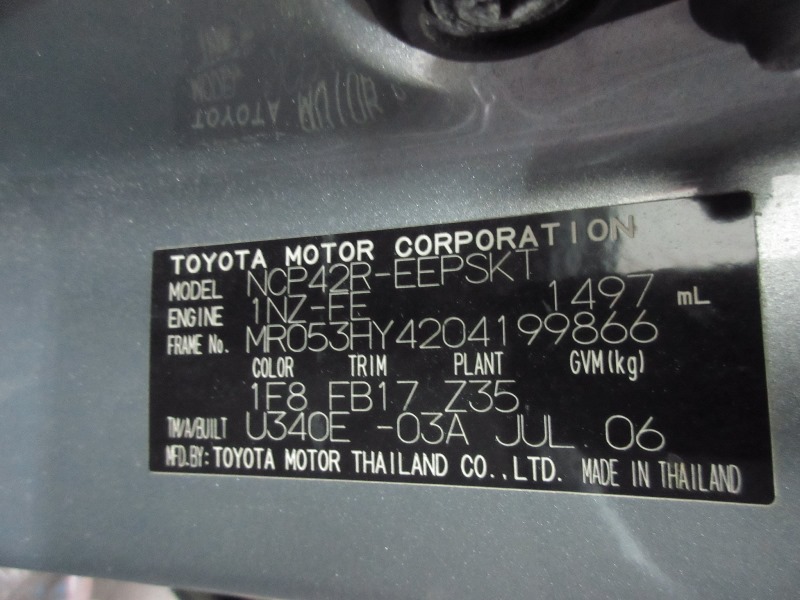 TOYOTA MOTOR CORPORATION
MODEL NCP42R-EEPSKT
ENGINE 1NZ-FE 1497 mL
FRAME No. MR053HY4204199866
COLOR TRIM PLANT GVM(kg)
1E8 FB17 Z35
TM/A/BUILT U340E -03A JUL 06
MFD.BY: TOYOTA MOTOR THAILAND CO.,LTD. MADE IN THAILAND